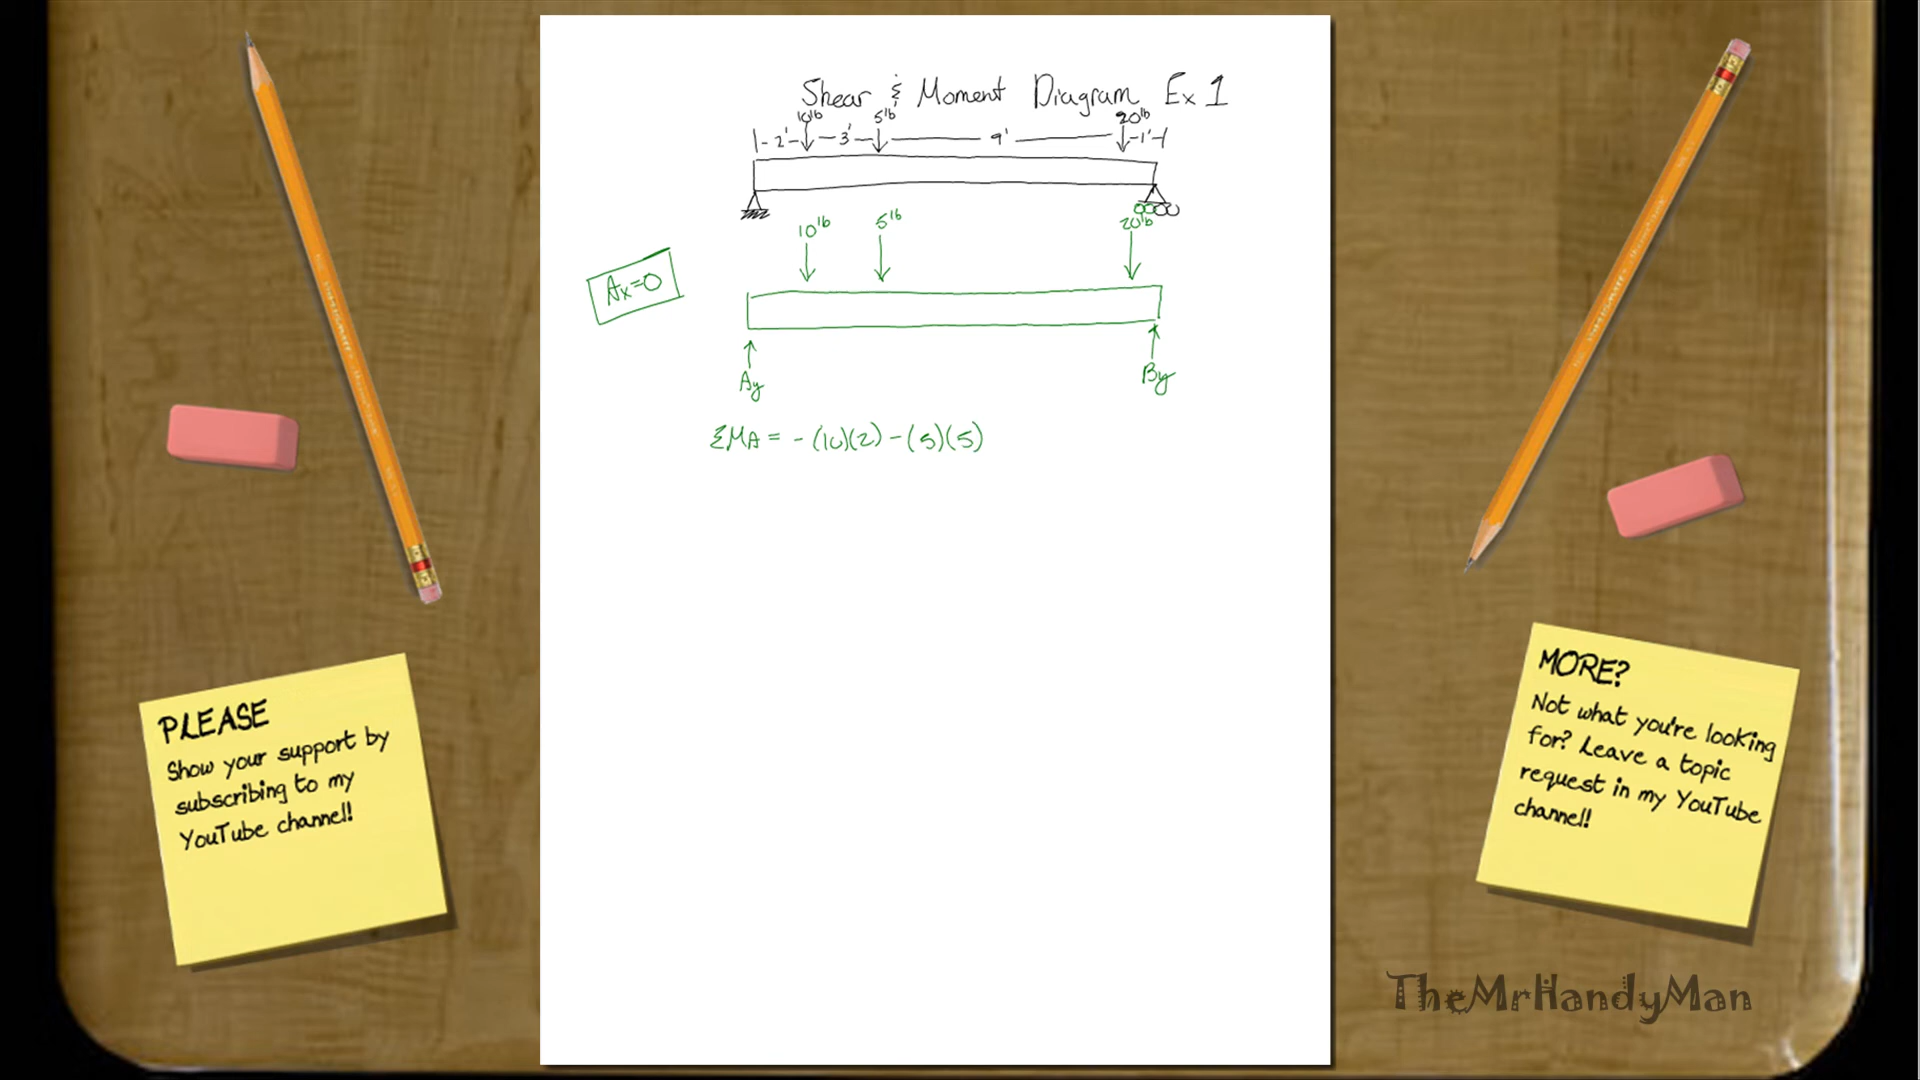 Shear & Moment Diagram Ex 1
10lb 5lb 20lb
2' 3' 9' 1'
10lb 5lb 20lb
Ax=0
Ay By
ΣMA = -(10)(2) -(5)(5)
PLEASE
Show your support by
subscribing to my
YouTube channel!
MORE?
Not what you're looking
for? Leave a topic
request in my YouTube
channel!
TheMrHandyMan